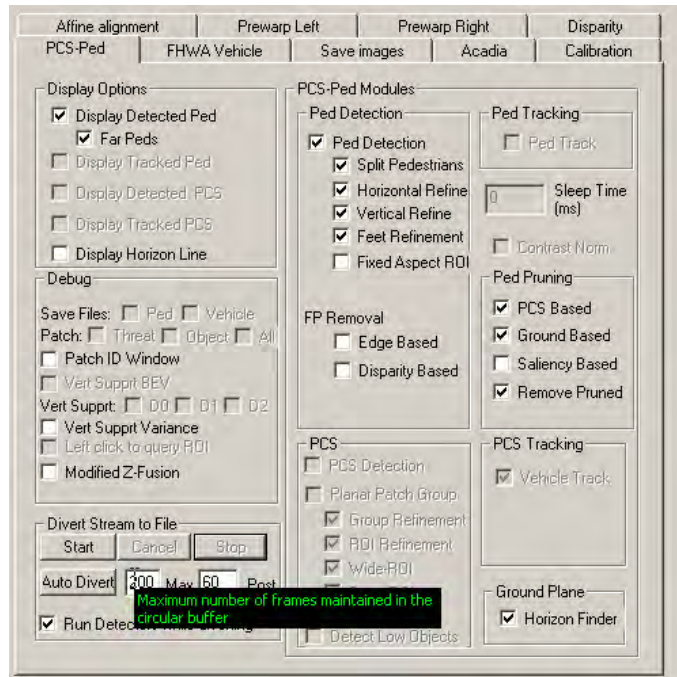 Affine alignment Prewarp Left Prewarp Right Disparity
PCS-Ped FHWA Vehicle Save images Acadia Calibration
Display Options
Display Detected Ped
Far Peds
Display Tracked Ped
Display Detected PCS
Display Tracked PCS
Display Horizon Line
Debug
Save Files: Ped Vehicle
Patch: Threat Object All
Patch ID Window
Vert Supprt BEV
Vert Supprt: D0 D1 D2
Vert Supprt Variance
Left click to query ROI
Modified Z-Fusion
Divert Stream to File
Start Cancel Stop
Auto Divert 200 Max 60 Post
Maximum number of frames maintained in the
circular buffer
Run Detectors while
PCS-Ped Modules
Ped Detection
Ped Detection
Split Pedestrians
Horizontal Refine
Vertical Refine
Feet Refinement
Fixed Aspect ROI
FP Removal
Edge Based
Disparity Based
PCS
PCS Detection
Planar Patch Group
Group Refinement
ROI Refinement
Wide-ROI
Detect Low Objects
Ped Tracking
Ped Track
0 Sleep Time
(ms)
Contrast Norm
Ped Pruning
PCS Based
Ground Based
Saliency Based
Remove Pruned
PCS Tracking
Vehicle Track
Ground Plane
Horizon Finder